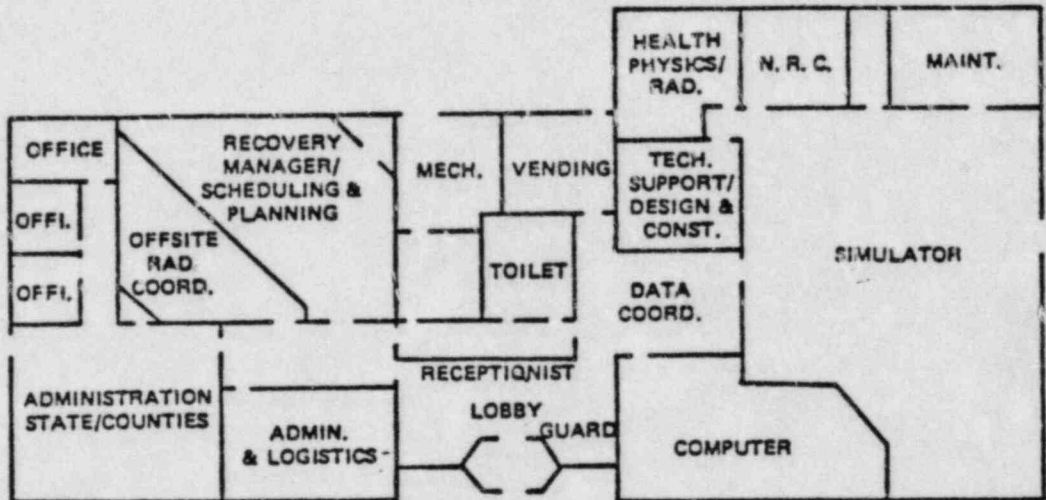 HEALTH
PHYSICS/
RAD.
N. R. C.
MAINT.
OFFICE
RECOVERY
MANAGER/
SCHEDULING &
PLANNING
MECH.
VENDING
TECH.
SUPPORT/
DESIGN &
CONST.
OFFI.
OFFSITE
RAD
COORD.
OFFI.
TOILET
SIMULATOR
DATA
COORD.
RECEPTIONIST
ADMINISTRATION
STATE/COUNTIES
LOBBY
GUARD
ADMIN.
& LOGISTICS
COMPUTER